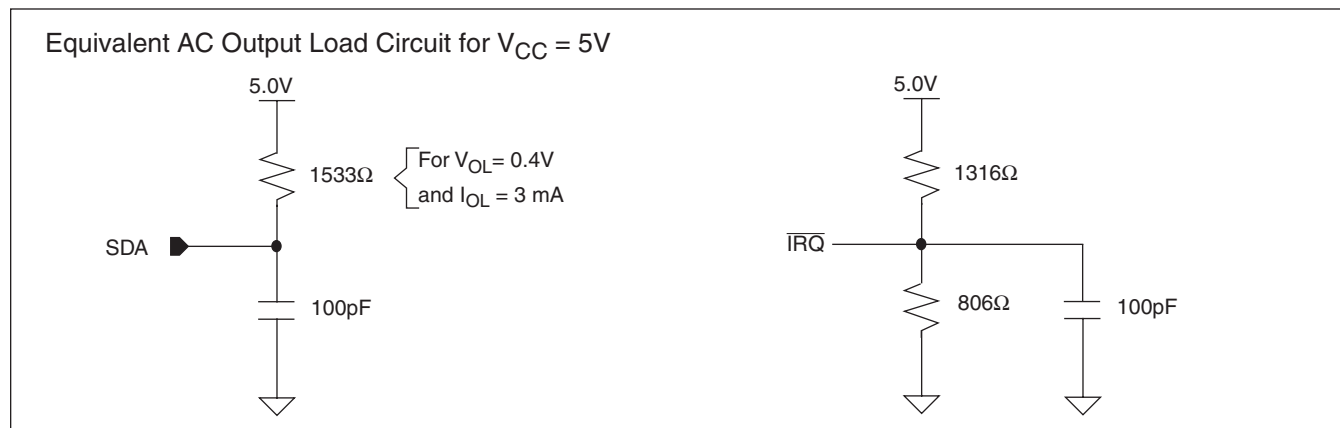 Equivalent AC Output Load Circuit for VCC = 5V
5.0V
1533Ω
For VOL= 0.4V
and IOL = 3 mA
SDA
100pF
5.0V
1316Ω
IRQ
806Ω
100pF